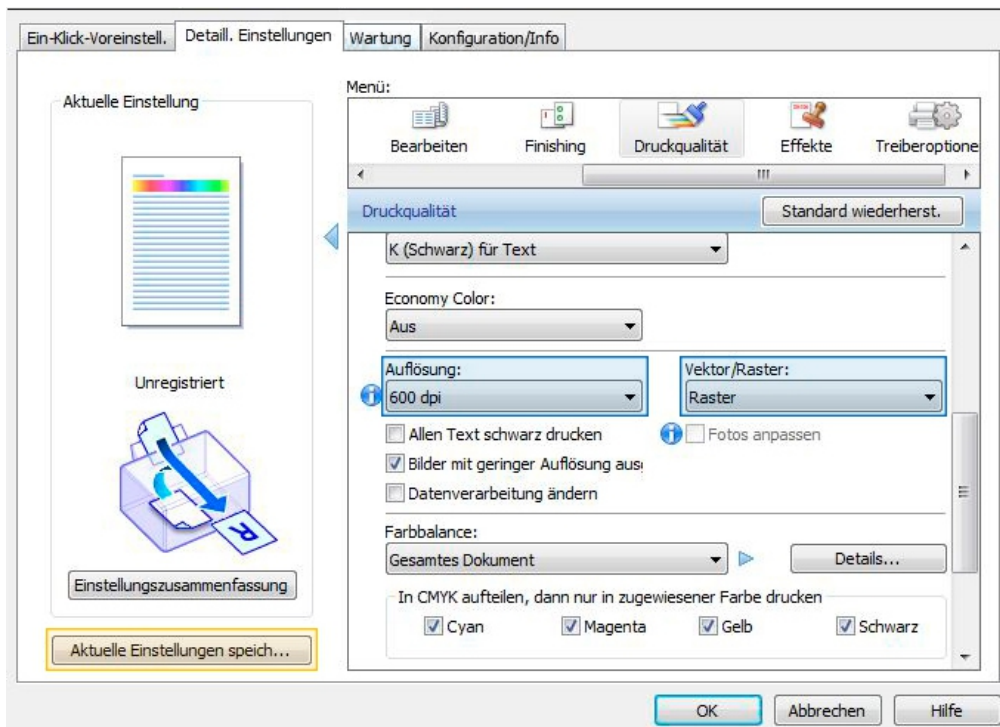 Ein-Klick-Voreinstell. Detaill. Einstellungen Wartung Konfiguration/Info
Aktuelle Einstellung
Unregistriert
Einstellungszusammenfassung
Aktuelle Einstellungen speich...
Menü:
Bearbeiten Finishing Druckqualität Effekte Treiberoptione
Druckqualität Standard wiederherst.
K (Schwarz) für Text
Economy Color:
Aus
Auflösung: Vektor/Raster:
600 dpi Raster
Allen Text schwarz drucken Fotos anpassen
Bilder mit geringer Auflösung aus
Datenverarbeitung ändern
Farbbalance:
Gesamtes Dokument Details...
In CMYK aufteilen, dann nur in zugewiesener Farbe drucken
Cyan Magenta Gelb Schwarz
OK Abbrechen Hilfe